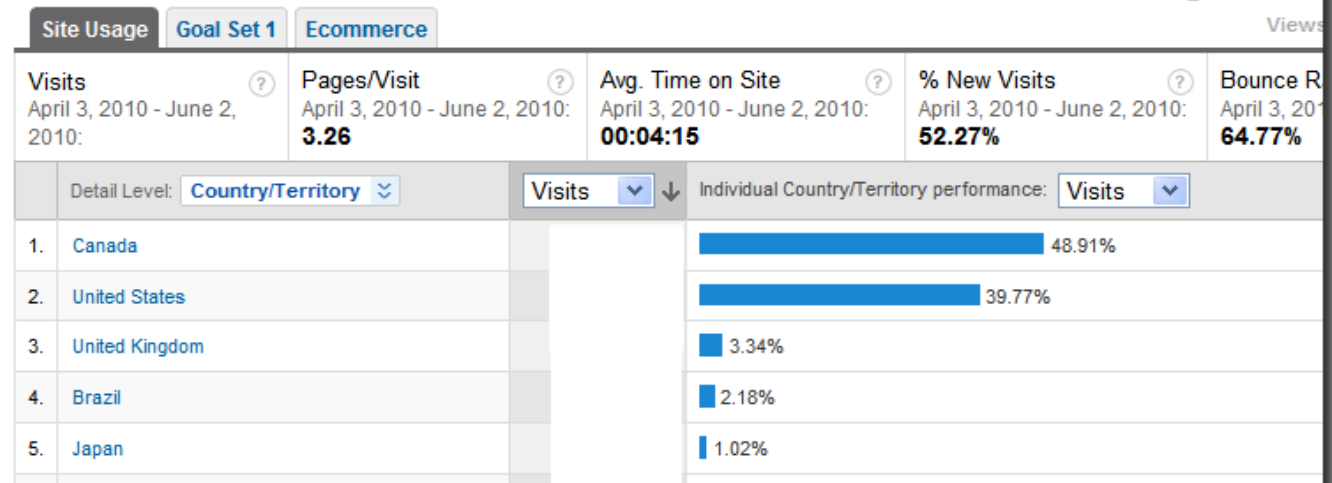 Site Usage Goal Set 1 Ecommerce Views
Visits ? Pages/Visit ? Avg. Time on Site ? % New Visits ? Bounce R
April 3, 2010 - June 2, April 3, 2010 - June 2, 2010: April 3, 2010 - June 2, 2010: April 3, 2010 - June 2, 2010: April 3, 201
2010: 3.26 00:04:15 52.27% 64.77%
Detail Level: Country/Territory Visits Individual Country/Territory performance: Visits
1. Canada 48.91%
2. United States 39.77%
3. United Kingdom 3.34%
4. Brazil 2.18%
5. Japan 1.02%